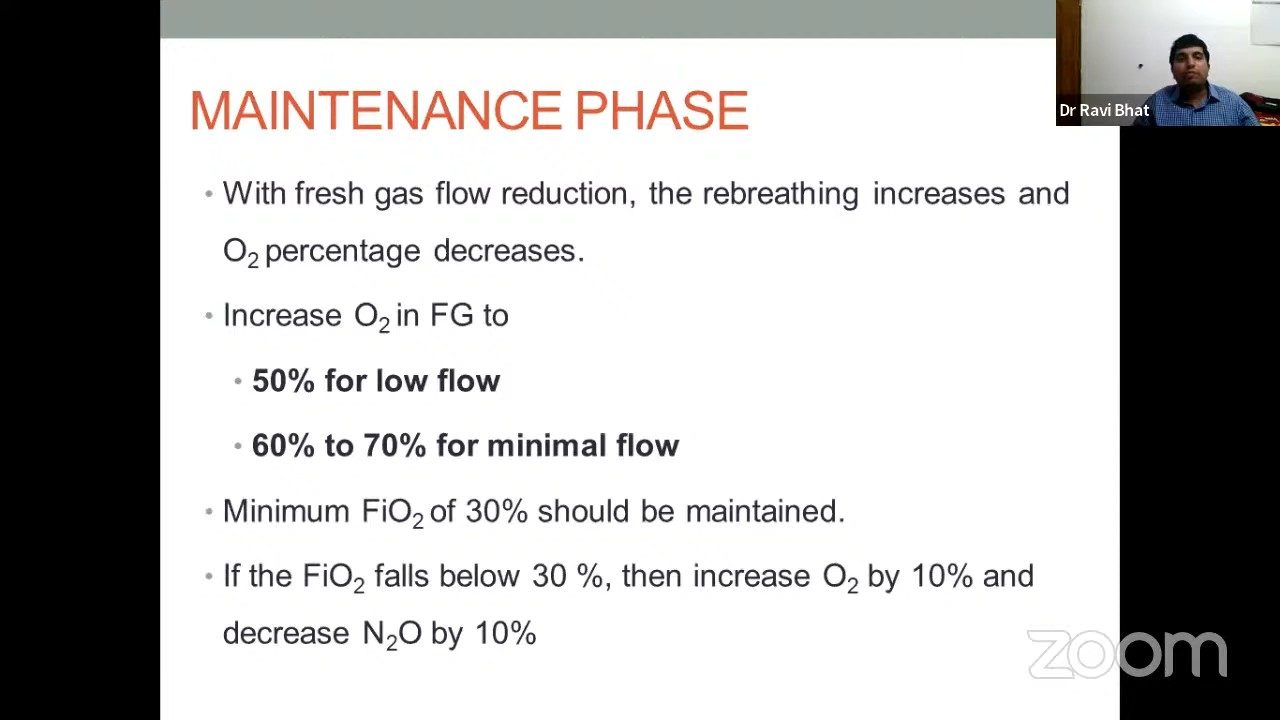 MAINTENANCE PHASE
Dr Ravi Bhat
• With fresh gas flow reduction, the rebreathing increases and
O₂ percentage decreases.
• Increase O₂ in FG to
• 50% for low flow
• 60% to 70% for minimal flow
• Minimum FiO₂ of 30% should be maintained.
• If the FiO₂ falls below 30 %, then increase O₂ by 10% and
decrease N₂O by 10%
zoom